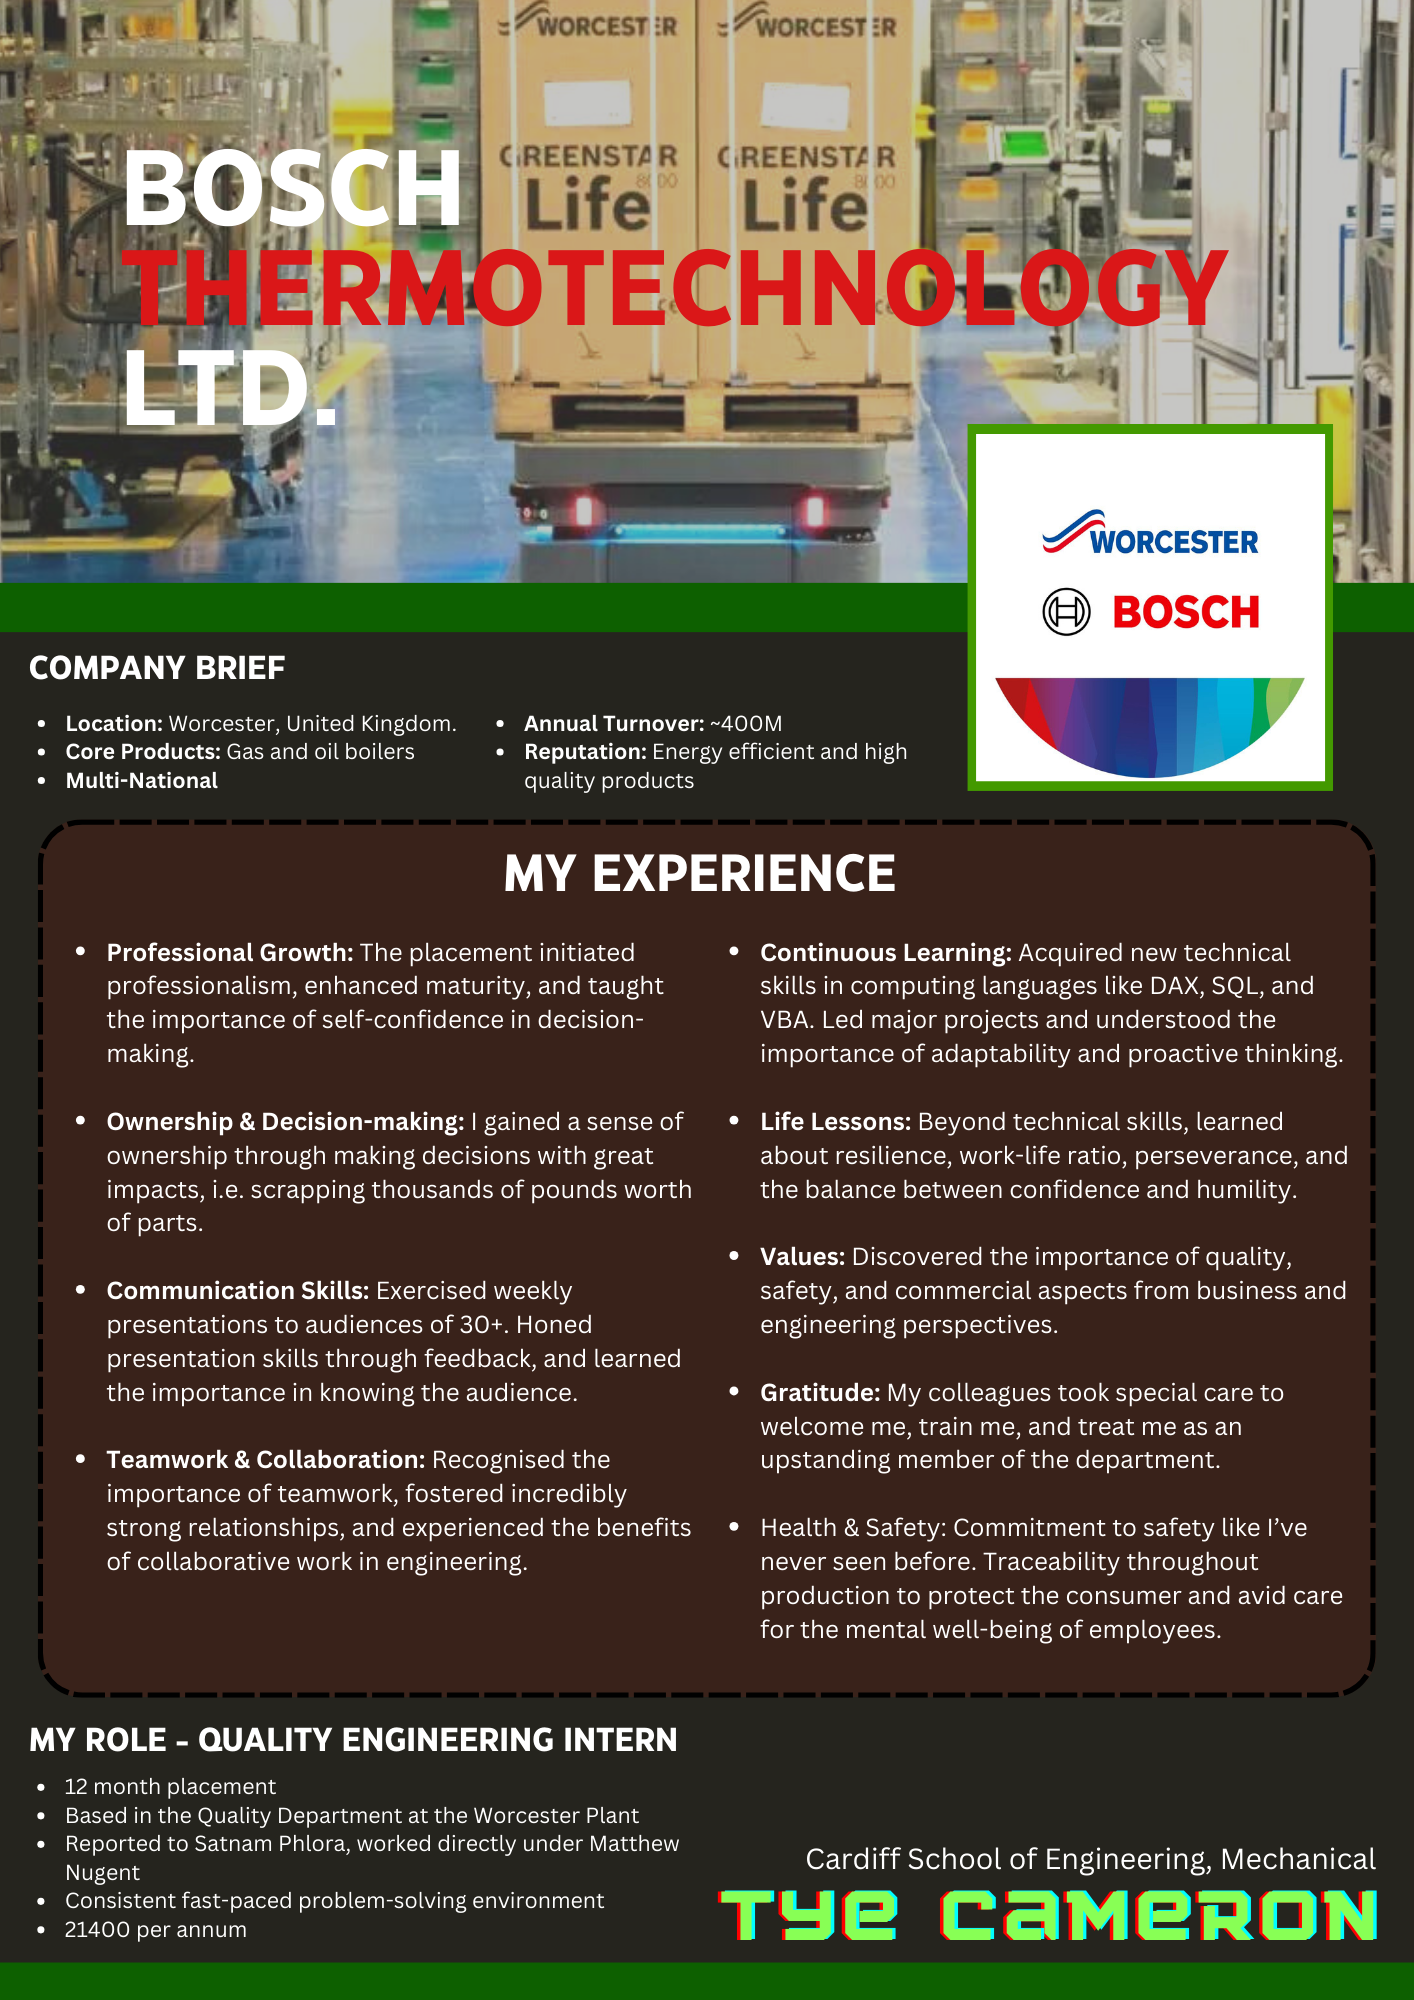 WORCESTER
WORCESTER
GREENSTAR
GREENSTAR
8000
8000
Life
Life
BOSCH
THERMOTECHNOLOGY
LTD.
WORCESTER
BOSCH
COMPANY BRIEF
• Location: Worcester, United Kingdom.
• Core Products: Gas and oil boilers
• Multi-National
• Annual Turnover: ~400M
• Reputation: Energy efficient and high
quality products
MY EXPERIENCE
• Professional Growth: The placement initiated
professionalism, enhanced maturity, and taught
the importance of self-confidence in decision-
making.
• Ownership & Decision-making: I gained a sense of
ownership through making decisions with great
impacts, i.e. scrapping thousands of pounds worth
of parts.
• Communication Skills: Exercised weekly
presentations to audiences of 30+. Honed
presentation skills through feedback, and learned
the importance in knowing the audience.
• Teamwork & Collaboration: Recognised the
importance of teamwork, fostered incredibly
strong relationships, and experienced the benefits
of collaborative work in engineering.
• Continuous Learning: Acquired new technical
skills in computing languages like DAX, SQL, and
VBA. Led major projects and understood the
importance of adaptability and proactive thinking.
• Life Lessons: Beyond technical skills, learned
about resilience, work-life ratio, perseverance, and
the balance between confidence and humility.
• Values: Discovered the importance of quality,
safety, and commercial aspects from business and
engineering perspectives.
• Gratitude: My colleagues took special care to
welcome me, train me, and treat me as an
upstanding member of the department.
• Health & Safety: Commitment to safety like I’ve
never seen before. Traceability throughout
production to protect the consumer and avid care
for the mental well-being of employees.
MY ROLE - QUALITY ENGINEERING INTERN
• 12 month placement
• Based in the Quality Department at the Worcester Plant
• Reported to Satnam Phlora, worked directly under Matthew
Nugent
• Consistent fast-paced problem-solving environment
• 21400 per annum
Cardiff School of Engineering, Mechanical
TYE CAMERON